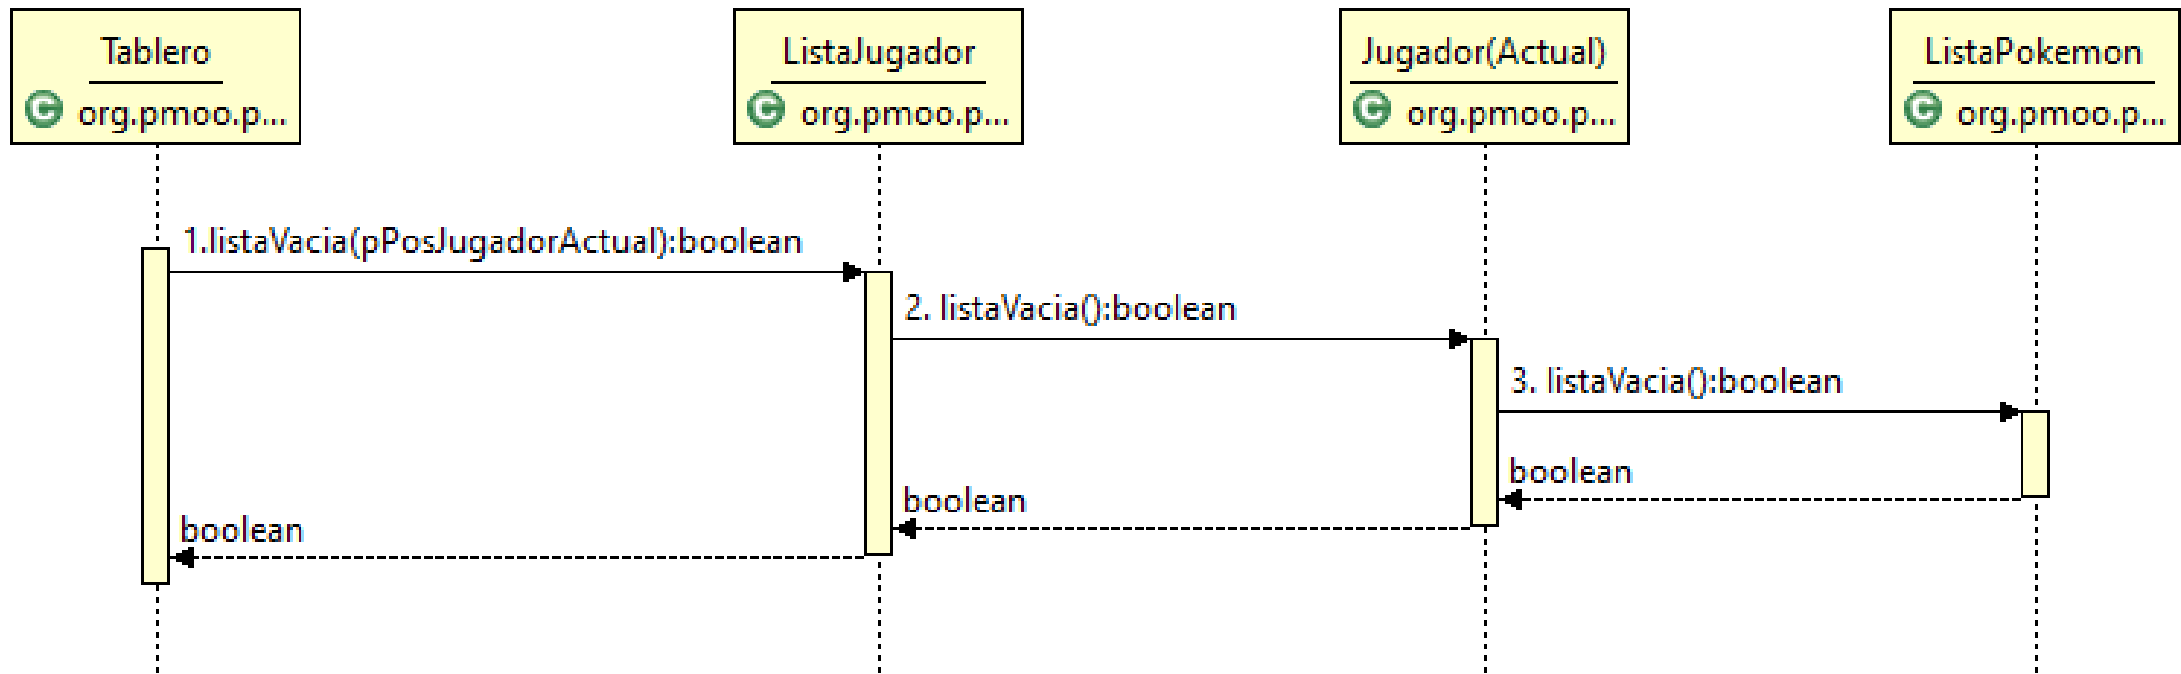 Tablero
org.pmoo.p...
ListaJugador
org.pmoo.p...
Jugador(Actual)
org.pmoo.p...
ListaPokemon
org.pmoo.p...
1.listaVacia(pPosJugadorActual):boolean
2. listaVacia():boolean
3. listaVacia():boolean
boolean
boolean
boolean